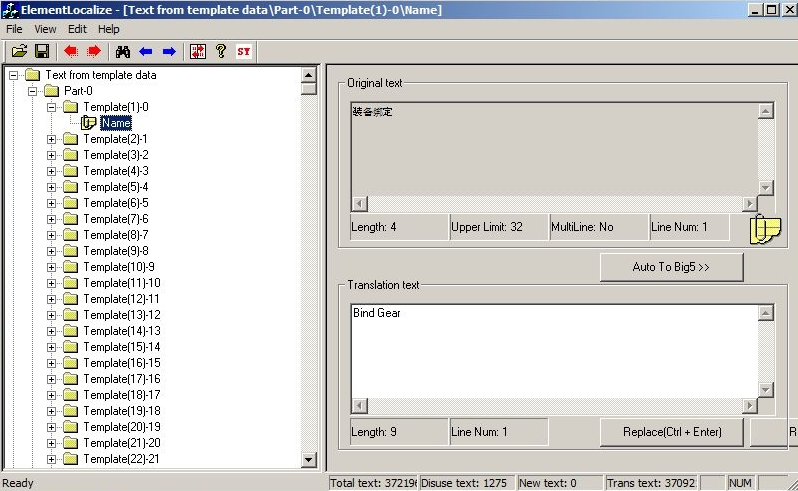 ElementLocalize - [Text from template data\Part-0\Template(1)-0\Name]
File View Edit Help
SY
Text from template data
Part-0
Template(1)-0
Name
Template(2)-1
Template(3)-2
Template(4)-3
Template(5)-4
Template(6)-5
Template(7)-6
Template(8)-7
Template(9)-8
Template(10)-9
Template(11)-10
Template(12)-11
Template(13)-12
Template(14)-13
Template(15)-14
Template(16)-15
Template(17)-16
Template(18)-17
Template(19)-18
Template(20)-19
Template(21)-20
Template(22)-21
Original text
装备绑定
Length: 4 Upper Limit: 32 MultiLine: No Line Num: 1
Auto To Big5 >>
Translation text
Bind Gear
Length: 9 Line Num: 1 Replace(Ctrl + Enter) R
Ready Total text: 37219 Disuse text: 1275 New text: 0 Trans text: 37092 NUM